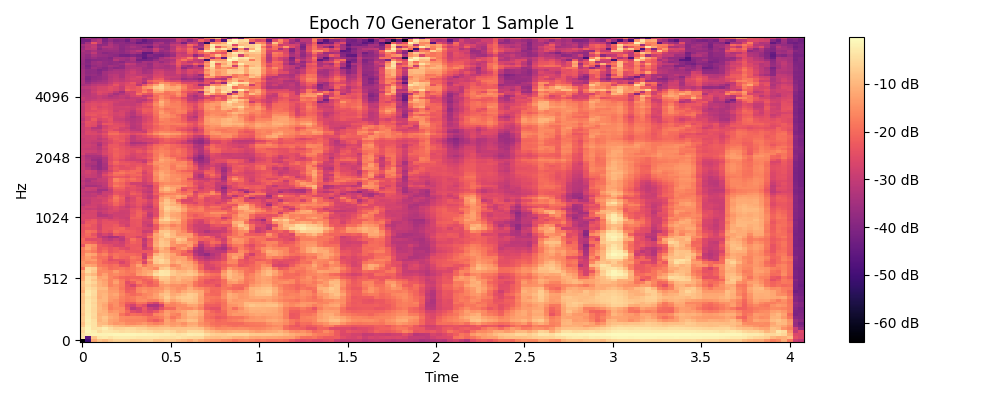 Epoch 70 Generator 1 Sample 1
Hz
4096
2048
1024
512
0
0
0.5
1
1.5
2
2.5
3
3.5
4
Time
-10 dB
-20 dB
-30 dB
-40 dB
-50 dB
-60 dB